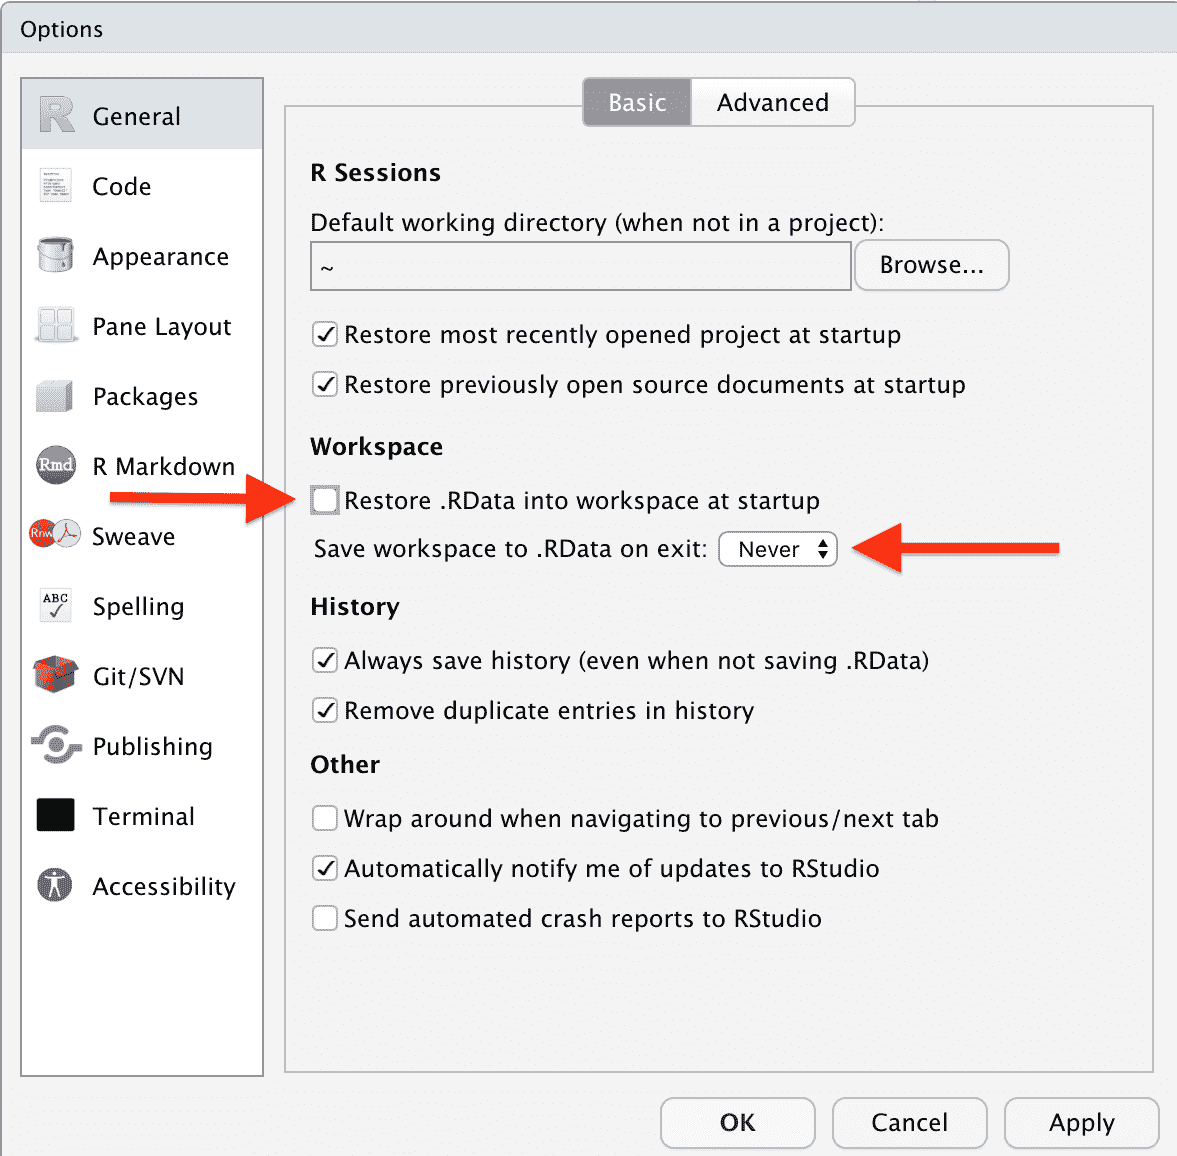 Options
General
Code
Appearance
Pane Layout
Packages
Rmd R Markdown
Rnw Sweave
ABC Spelling
Git/SVN
Publishing
Terminal
Accessibility
Basic Advanced
R Sessions
Default working directory (when not in a project):
~ Browse...
Restore most recently opened project at startup
Restore previously open source documents at startup
Workspace
Restore .RData into workspace at startup
Save workspace to .RData on exit: Never
History
Always save history (even when not saving .RData)
Remove duplicate entries in history
Other
Wrap around when navigating to previous/next tab
Automatically notify me of updates to RStudio
Send automated crash reports to RStudio
OK Cancel Apply